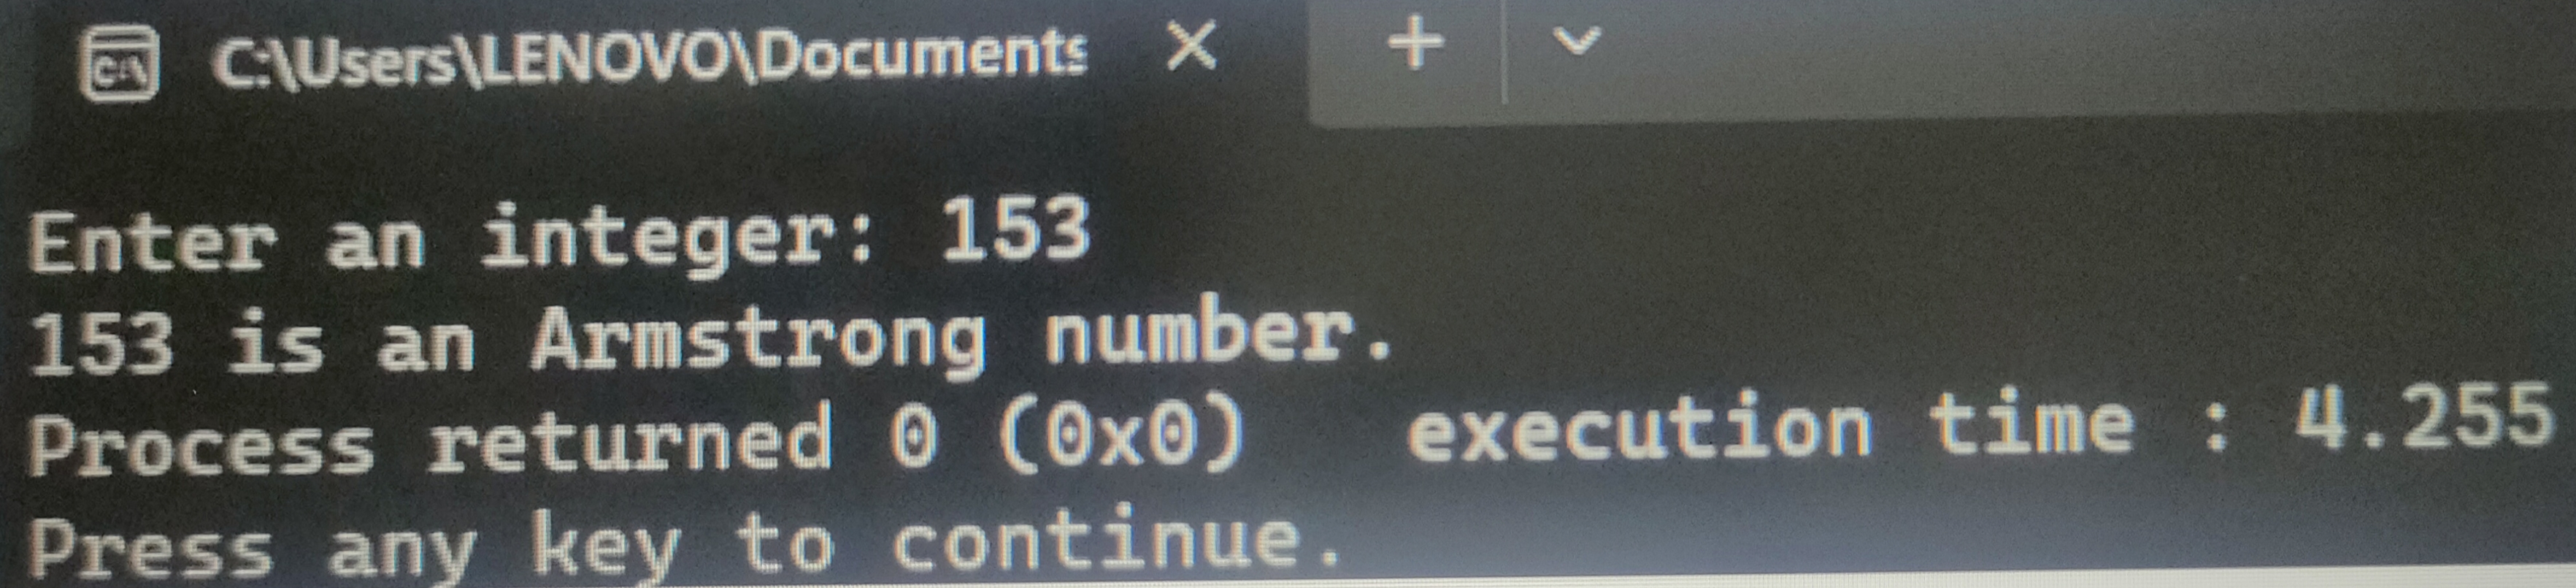 C:\Users\LENOVO\Documents
Enter an integer: 153
153 is an Armstrong number.
Process returned 0 (0x0)   execution time : 4.255
Press any key to continue.